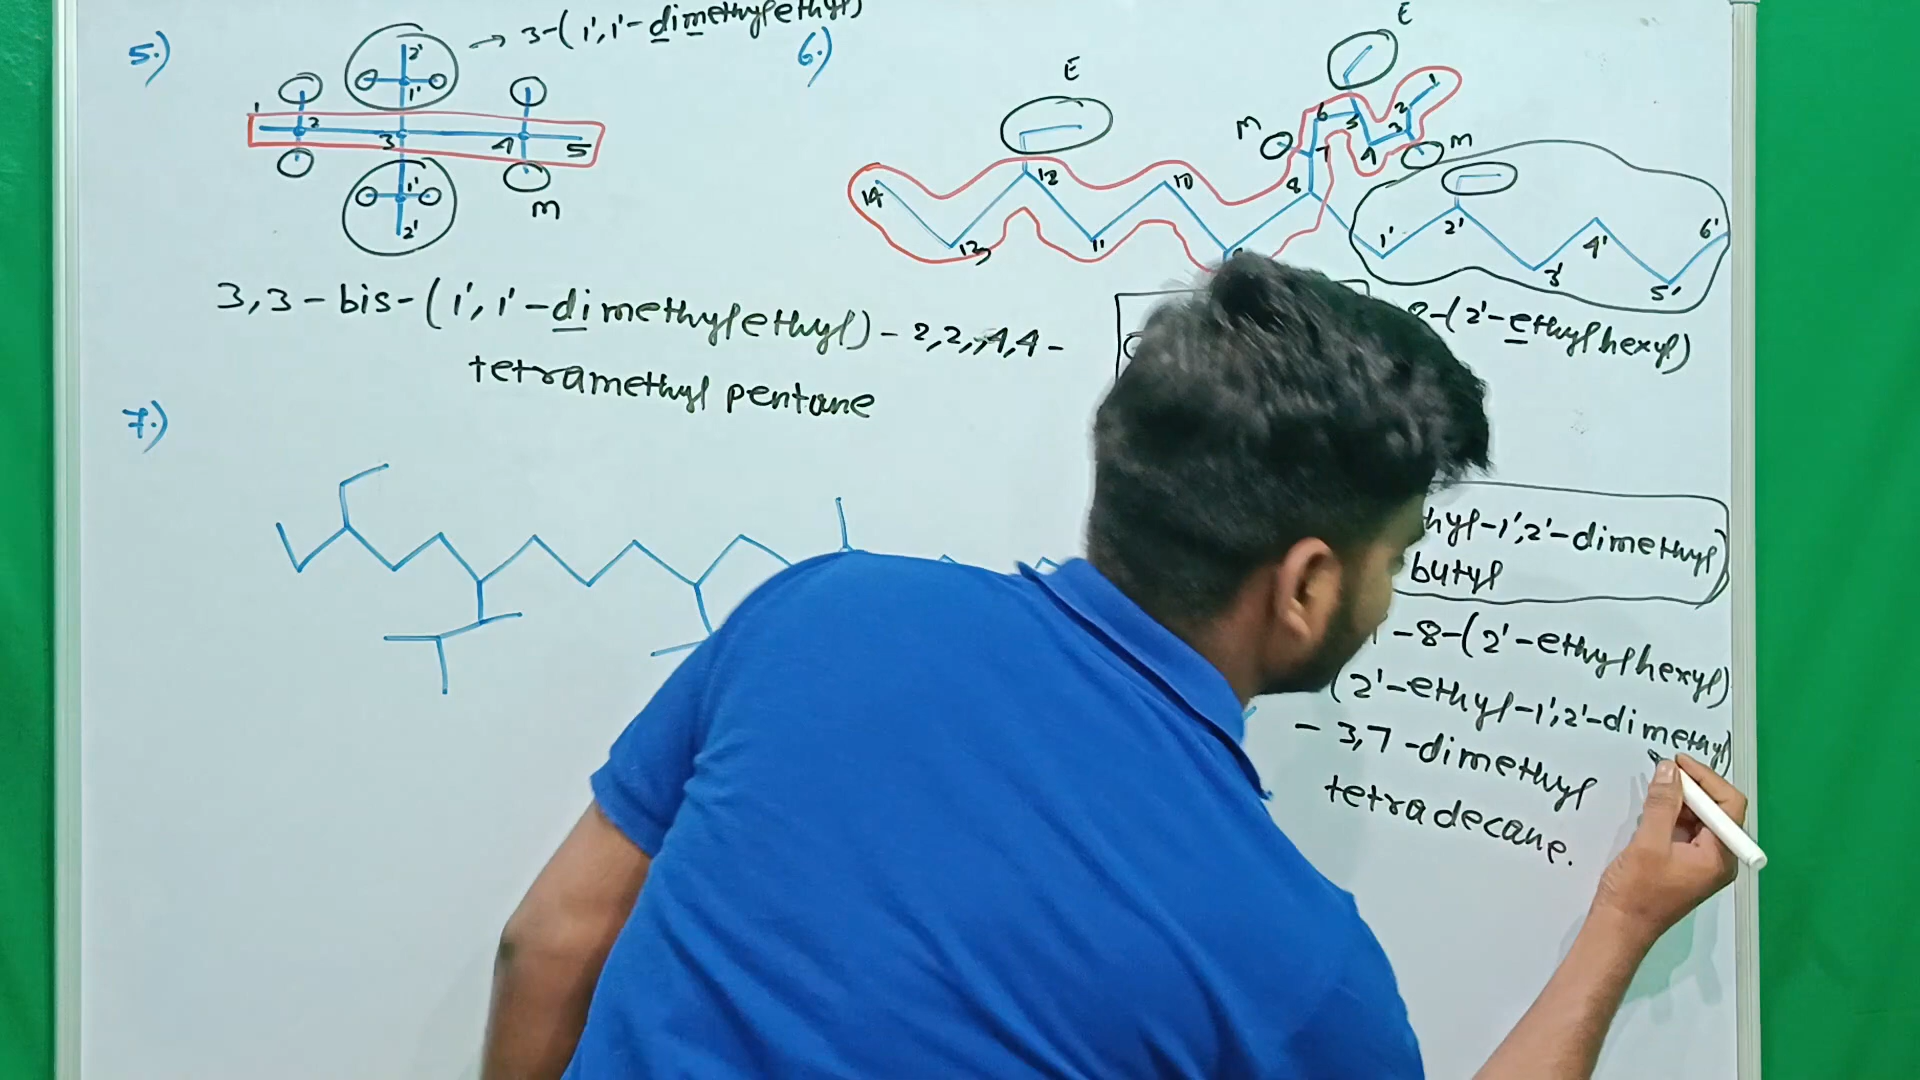 5.)
3-(1',1'-dimethylethyl)
2'
1'
1
2
3
4
5
1'
2'
m
3,3-bis-(1',1'-dimethylethyl)-2,2,4,4-
tetramethyl pentane
6.)
E
E
m
m
1
2
3
4
5
6
7
8
10
11
12
13
14
1'
2'
3'
4'
5'
6'
-(2'-ethylhexyl)
-1',2'-dimethyl)
butyl
-8-(2'-ethylhexyl)
(2'-ethyl-1',2'-dimethyl)
-3,7-dimethyl
tetradecane.
7.)